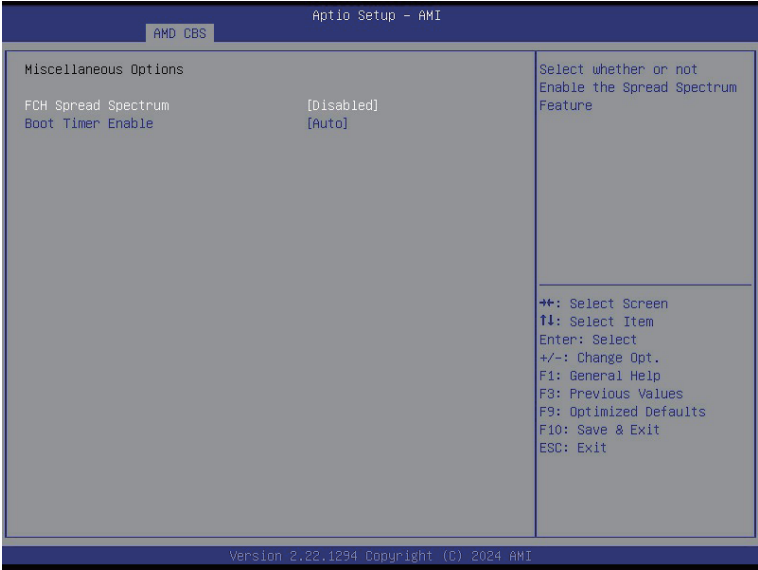 Aptio Setup – AMI
AMD CBS
Miscellaneous Options
FCH Spread Spectrum [Disabled]
Boot Timer Enable [Auto]
Select whether or not
Enable the Spread Spectrum
Feature
→←: Select Screen
↑↓: Select Item
Enter: Select
+/-: Change Opt.
F1: General Help
F3: Previous Values
F9: Optimized Defaults
F10: Save & Exit
ESC: Exit
Version 2.22.1294 Copyright (C) 2024 AMI